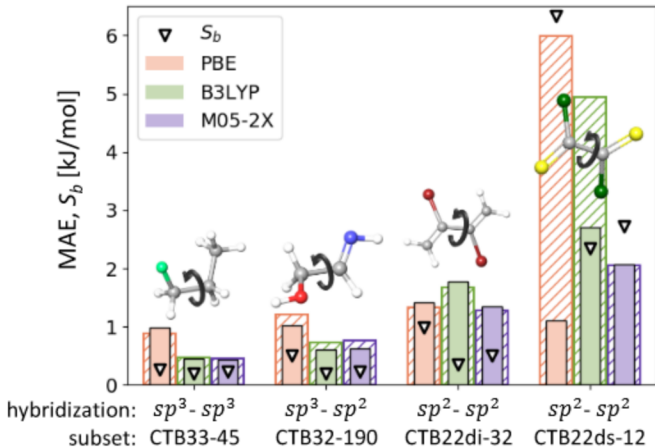 MAE, S_b [kJ/mol]
6
5
4
3
2
1
0
S_b
PBE
B3LYP
M05-2X
hybridization: sp³ - sp³ sp³ - sp² sp² - sp² sp² - sp²
subset: CTB33-45 CTB32-190 CTB22di-32 CTB22ds-12